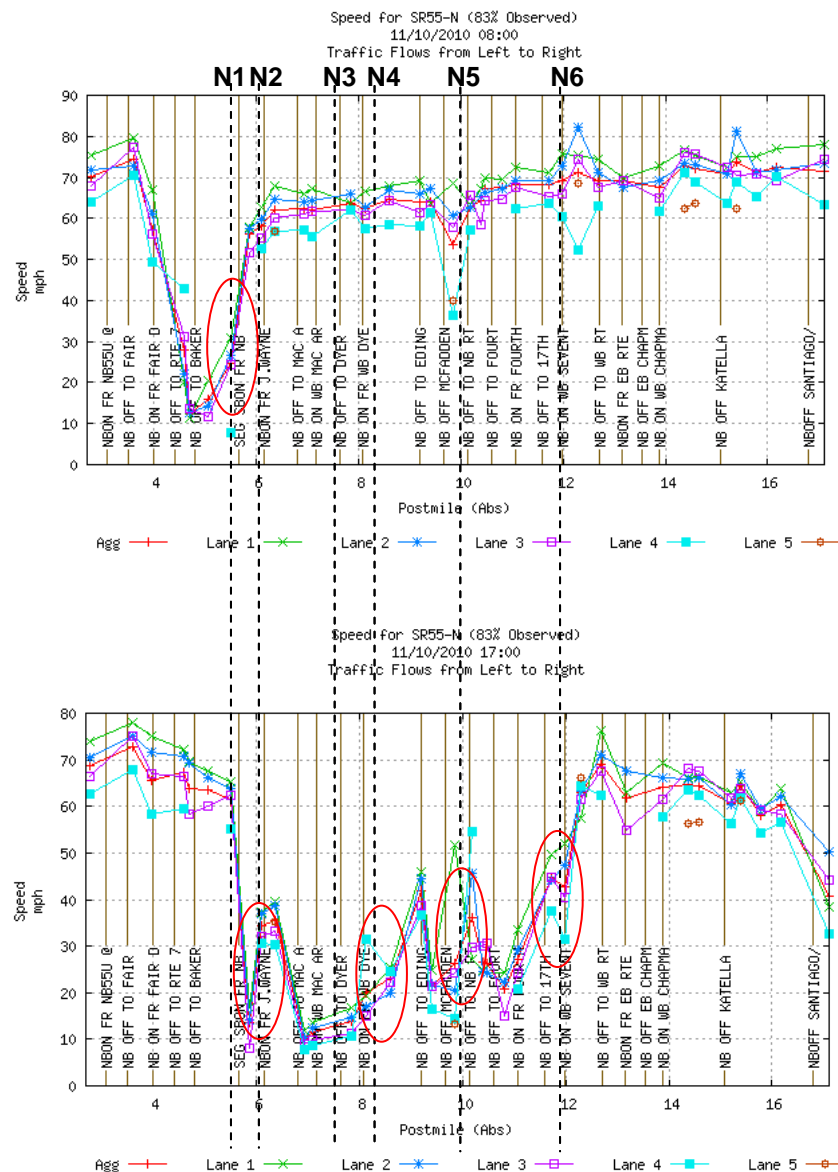 Speed for SR55-N (83% Observed)
11/10/2010 08:00
Traffic Flows from Left to Right
N1 N2 N3 N4 N5 N6
90
80
70
60
50
40
30
20
10
0
Speed
mph
NBON FR NB55U @
NB OFF TO FAIR
NB ON FR FAIR D
NB OFF TO RTE 7
NB OFF TO BAKER
SEG SBON FR NB
NBON FR J.WAYNE
NB OFF TO MAC A
NB ON WB MAC AR
NB OFF TO DYER
NB ON FR WB DYE
NB OFF TO EDING
NB OFF MCFADDEN
NB OFF TO NB RT
NB OFF TO FOURT
NB ON FR FOURTH
NB OFF TO 17TH
NB ON WB SEVENT
NB OFF TO WB RT
NBON FR EB RTE
NB OFF EB CHAPM
NB ON WB CHAPMA
NB OFF KATELLA
NBOFF SANTIAGO/
4 6 8 10 12 14 16
Postmile (Abs)
Agg Lane 1 Lane 2 Lane 3 Lane 4 Lane 5
Speed for SR55-N (83% Observed)
11/10/2010 17:00
Traffic Flows from Left to Right
80
70
60
50
40
30
20
10
0
Speed
mph
NBON FR NB55U @
NB OFF TO FAIR
NB ON FR FAIR D
NB OFF TO RTE 7
NB OFF TO BAKER
SEG SBON FR NB
NBON FR J.WAYNE
NB OFF TO MAC A
NB ON WB MAC AR
NB OFF TO DYER
NB ON FR WB DYE
NB OFF TO EDING
NB OFF MCFADDEN
NB OFF TO NB RT
NB OFF TO FOURT
NB ON FR FOURTH
NB OFF TO 17TH
NB ON WB SEVENT
NB OFF TO WB RT
NBON FR EB RTE
NB OFF EB CHAPM
NB ON WB CHAPMA
NB OFF KATELLA
NBOFF SANTIAGO/
4 6 8 10 12 14 16
Postmile (Abs)
Agg Lane 1 Lane 2 Lane 3 Lane 4 Lane 5